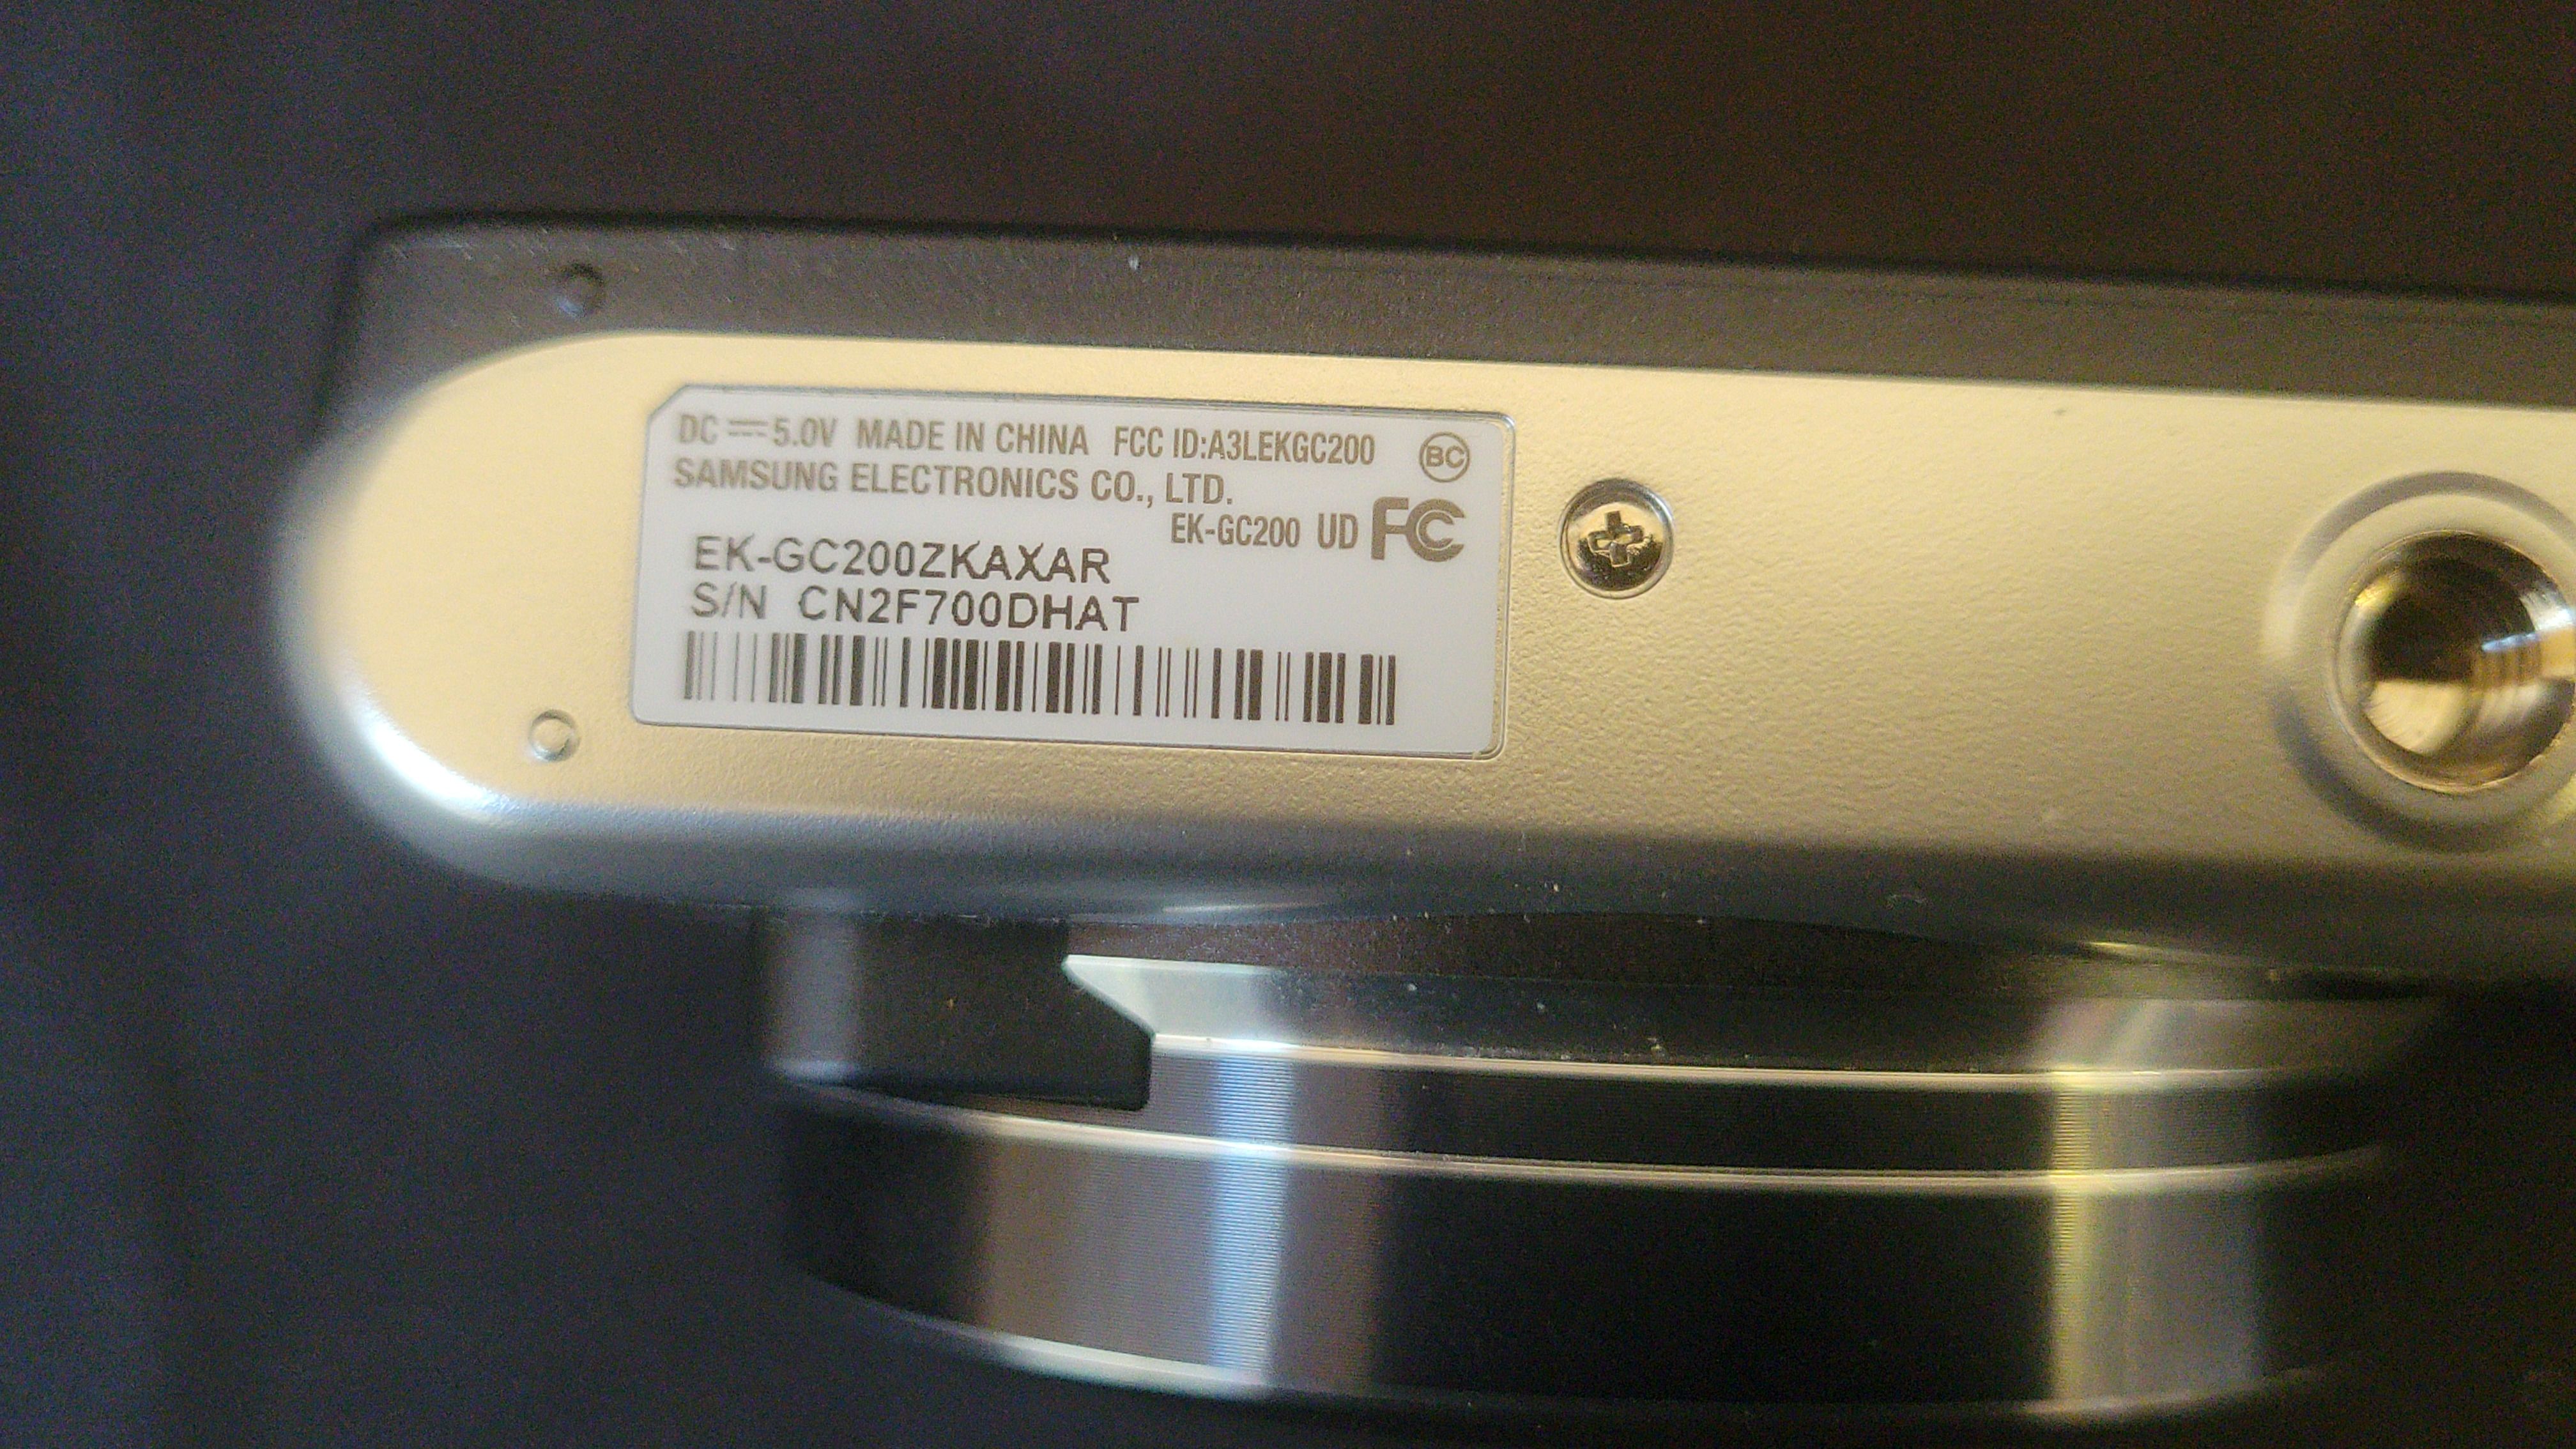 DC ⎓ 5.0V MADE IN CHINA FCC ID:A3LEKGC200 BC
SAMSUNG ELECTRONICS CO., LTD.
EK-GC200 UD FC
EK-GC200ZKAXAR
S/N CN2F700DHAT